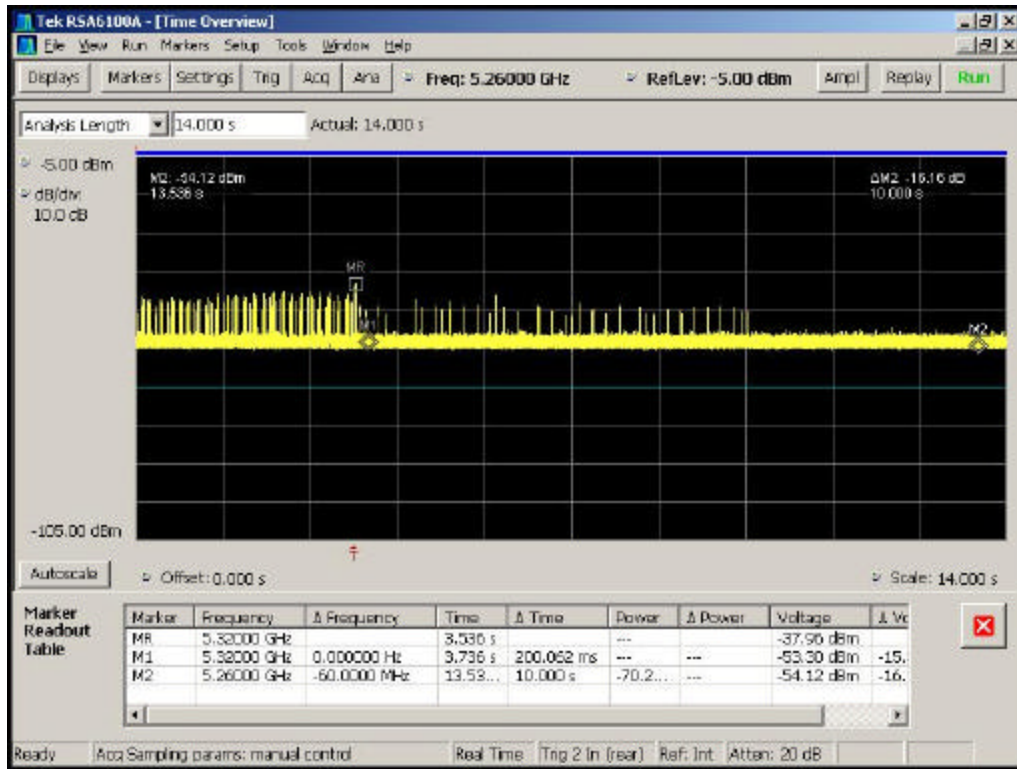 Tek RSA6100A - [Time Overview]
File View Run Markers Setup Tools Window Help
Displays Markers Settings Trig Acq Ana Freq: 5.26000 GHz RefLev: -5.00 dBm Ampl Replay Run
Analysis Length 14.000 s Actual: 14.000 s
-5.00 dBm
dB/div:
10.0 dB
M2: -54.12 dBm
13.536 s
ΔM2 -16.16 dB
10.000 s
MR
M1
M2
-105.00 dBm
Autoscale Offset: 0.000 s Scale: 14.000 s
Marker Readout Table
Marker Frequency Δ Frequency Time Δ Time Power Δ Power Voltage Δ Vo
MR 5.32000 GHz 3.536 s --- -37.96 dBm
M1 5.32000 GHz 0.000000 Hz 3.736 s 200.062 ms --- --- -53.30 dBm -15.
M2 5.26000 GHz -60.0000 MHz 13.53... 10.000 s -70.2... --- -54.12 dBm -16.
Ready Acq Sampling params: manual control Real Time Trig 2 In (rear) Ref: Int Atten: 20 dB